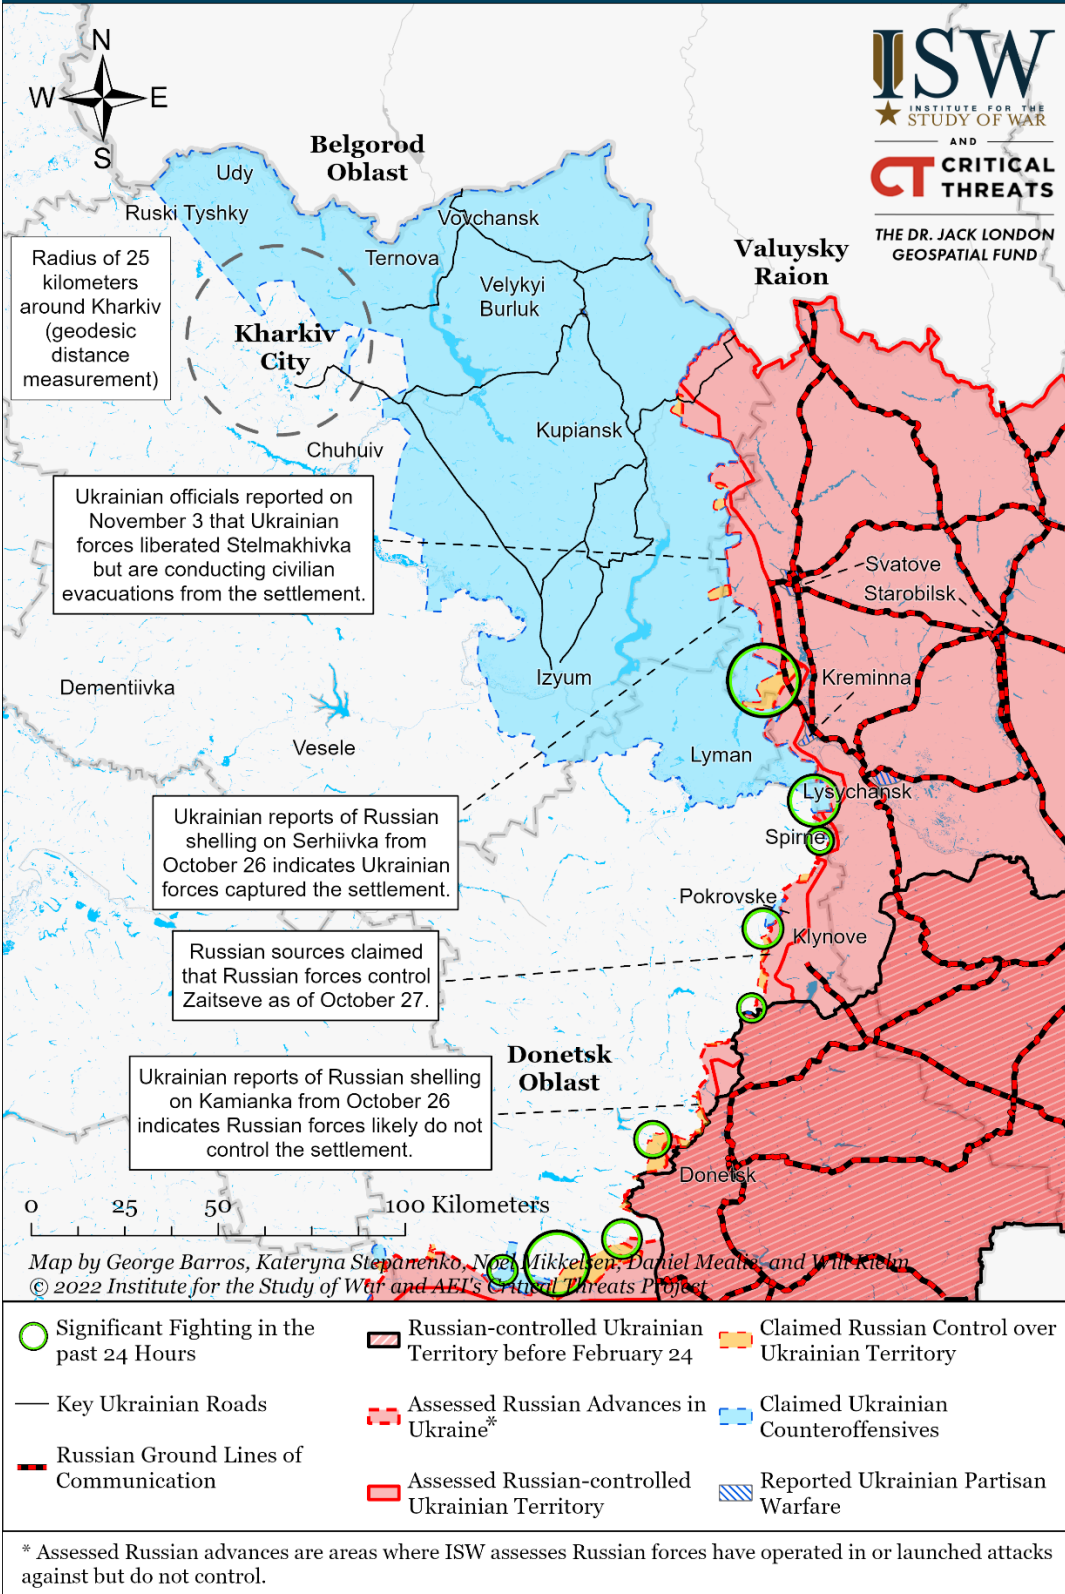 N
W
E
S
ISW
INSTITUTE FOR THE
STUDY OF WAR
AND
CT CRITICAL
THREATS
THE DR. JACK LONDON
GEOSPATIAL FUND
Belgorod
Oblast
Udy
Ruski Tyshky
Vovchansk
Ternova
Valuysky
Raion
Radius of 25
kilometers
around Kharkiv
(geodesic
distance
measurement)
Velykyi
Burluk
Kharkiv
City
Kupiansk
Chuhuiv
Ukrainian officials reported on
November 3 that Ukrainian
forces liberated Stelmakhivka
but are conducting civilian
evacuations from the settlement.
Svatove
Starobilsk
Izyum
Kreminna
Dementiivka
Vesele
Lyman
Lysychansk
Ukrainian reports of Russian
shelling on Serhiivka from
October 26 indicates Ukrainian
forces captured the settlement.
Spirne
Pokrovske
Klynove
Russian sources claimed
that Russian forces control
Zaitseve as of October 27.
Donetsk
Oblast
Ukrainian reports of Russian shelling
on Kamianka from October 26
indicates Russian forces likely do not
control the settlement.
Donetsk
0 25 50 100 Kilometers
Map by George Barros, Kateryna Stepanenko, Noel Mikkelsen, Daniel Mealie, and Will Kielm
© 2022 Institute for the Study of War and AEI's Critical Threats Project
Significant Fighting in the
past 24 Hours
Key Ukrainian Roads
Russian Ground Lines of
Communication
Russian-controlled Ukrainian
Territory before February 24
Assessed Russian Advances in
Ukraine*
Assessed Russian-controlled
Ukrainian Territory
Claimed Russian Control over
Ukrainian Territory
Claimed Ukrainian
Counteroffensives
Reported Ukrainian Partisan
Warfare
* Assessed Russian advances are areas where ISW assesses Russian forces have operated in or launched attacks
against but do not control.